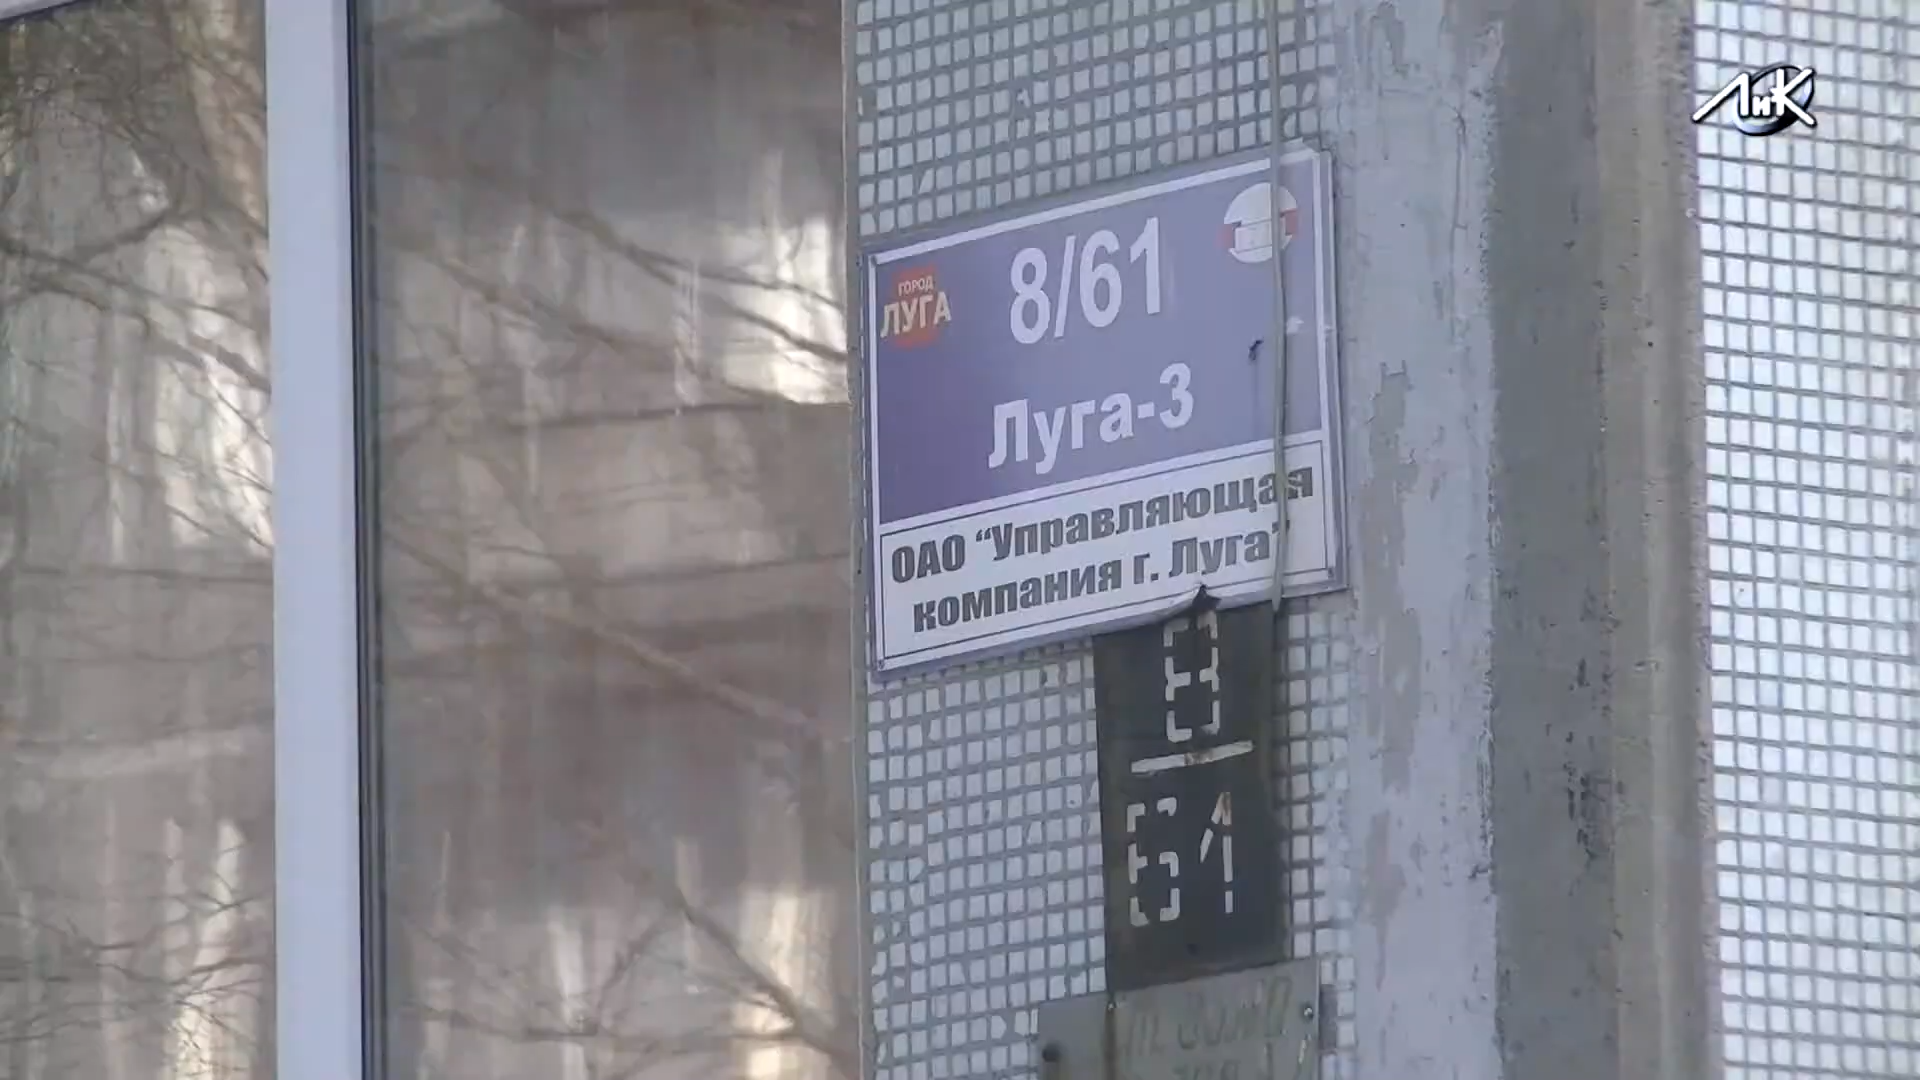 ЛиК
ГОРОД
ЛУГА
8/61
Луга-3
ОАО “Управляющая
компания г. Луга”
8
61